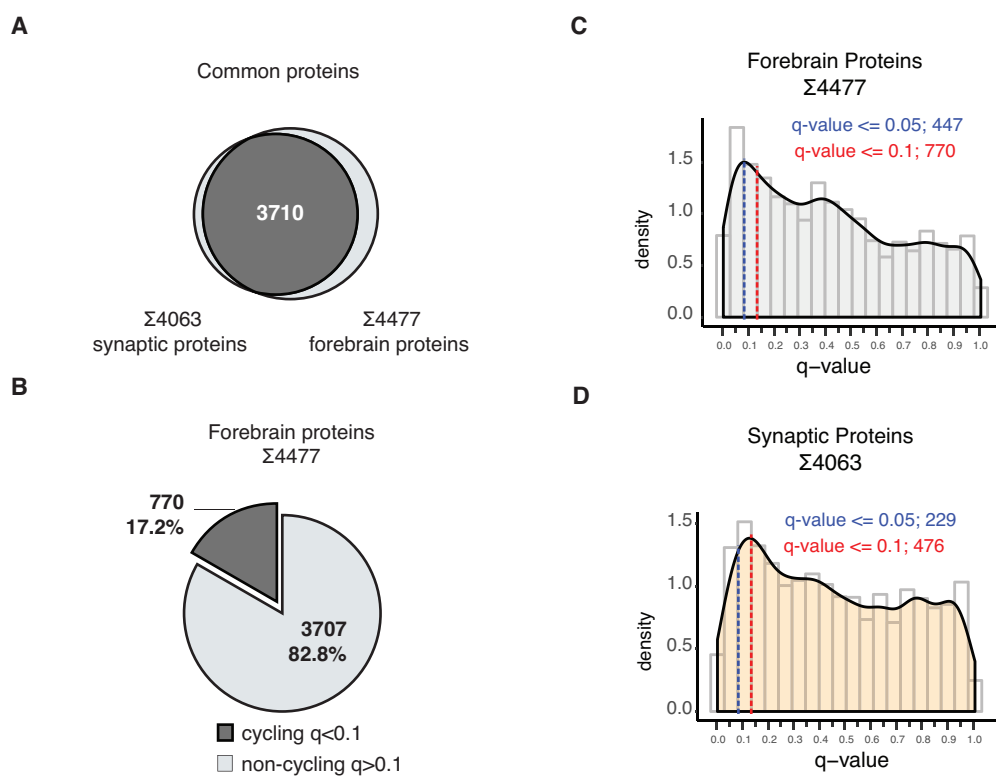 A
Common proteins
3710
Σ4063
synaptic proteins
Σ4477
forebrain proteins
B
Forebrain proteins
Σ4477
770
17.2%
3707
82.8%
cycling q<0.1
non-cycling q>0.1
C
Forebrain Proteins
Σ4477
q-value <= 0.05; 447
q-value <= 0.1; 770
density
1.5
1.0
0.5
0.0
0.0 0.1 0.2 0.3 0.4 0.5 0.6 0.7 0.8 0.9 1.0
q−value
D
Synaptic Proteins
Σ4063
q-value <= 0.05; 229
q-value <= 0.1; 476
density
1.5
1.0
0.5
0.0
0.0 0.1 0.2 0.3 0.4 0.5 0.6 0.7 0.8 0.9 1.0
q−value